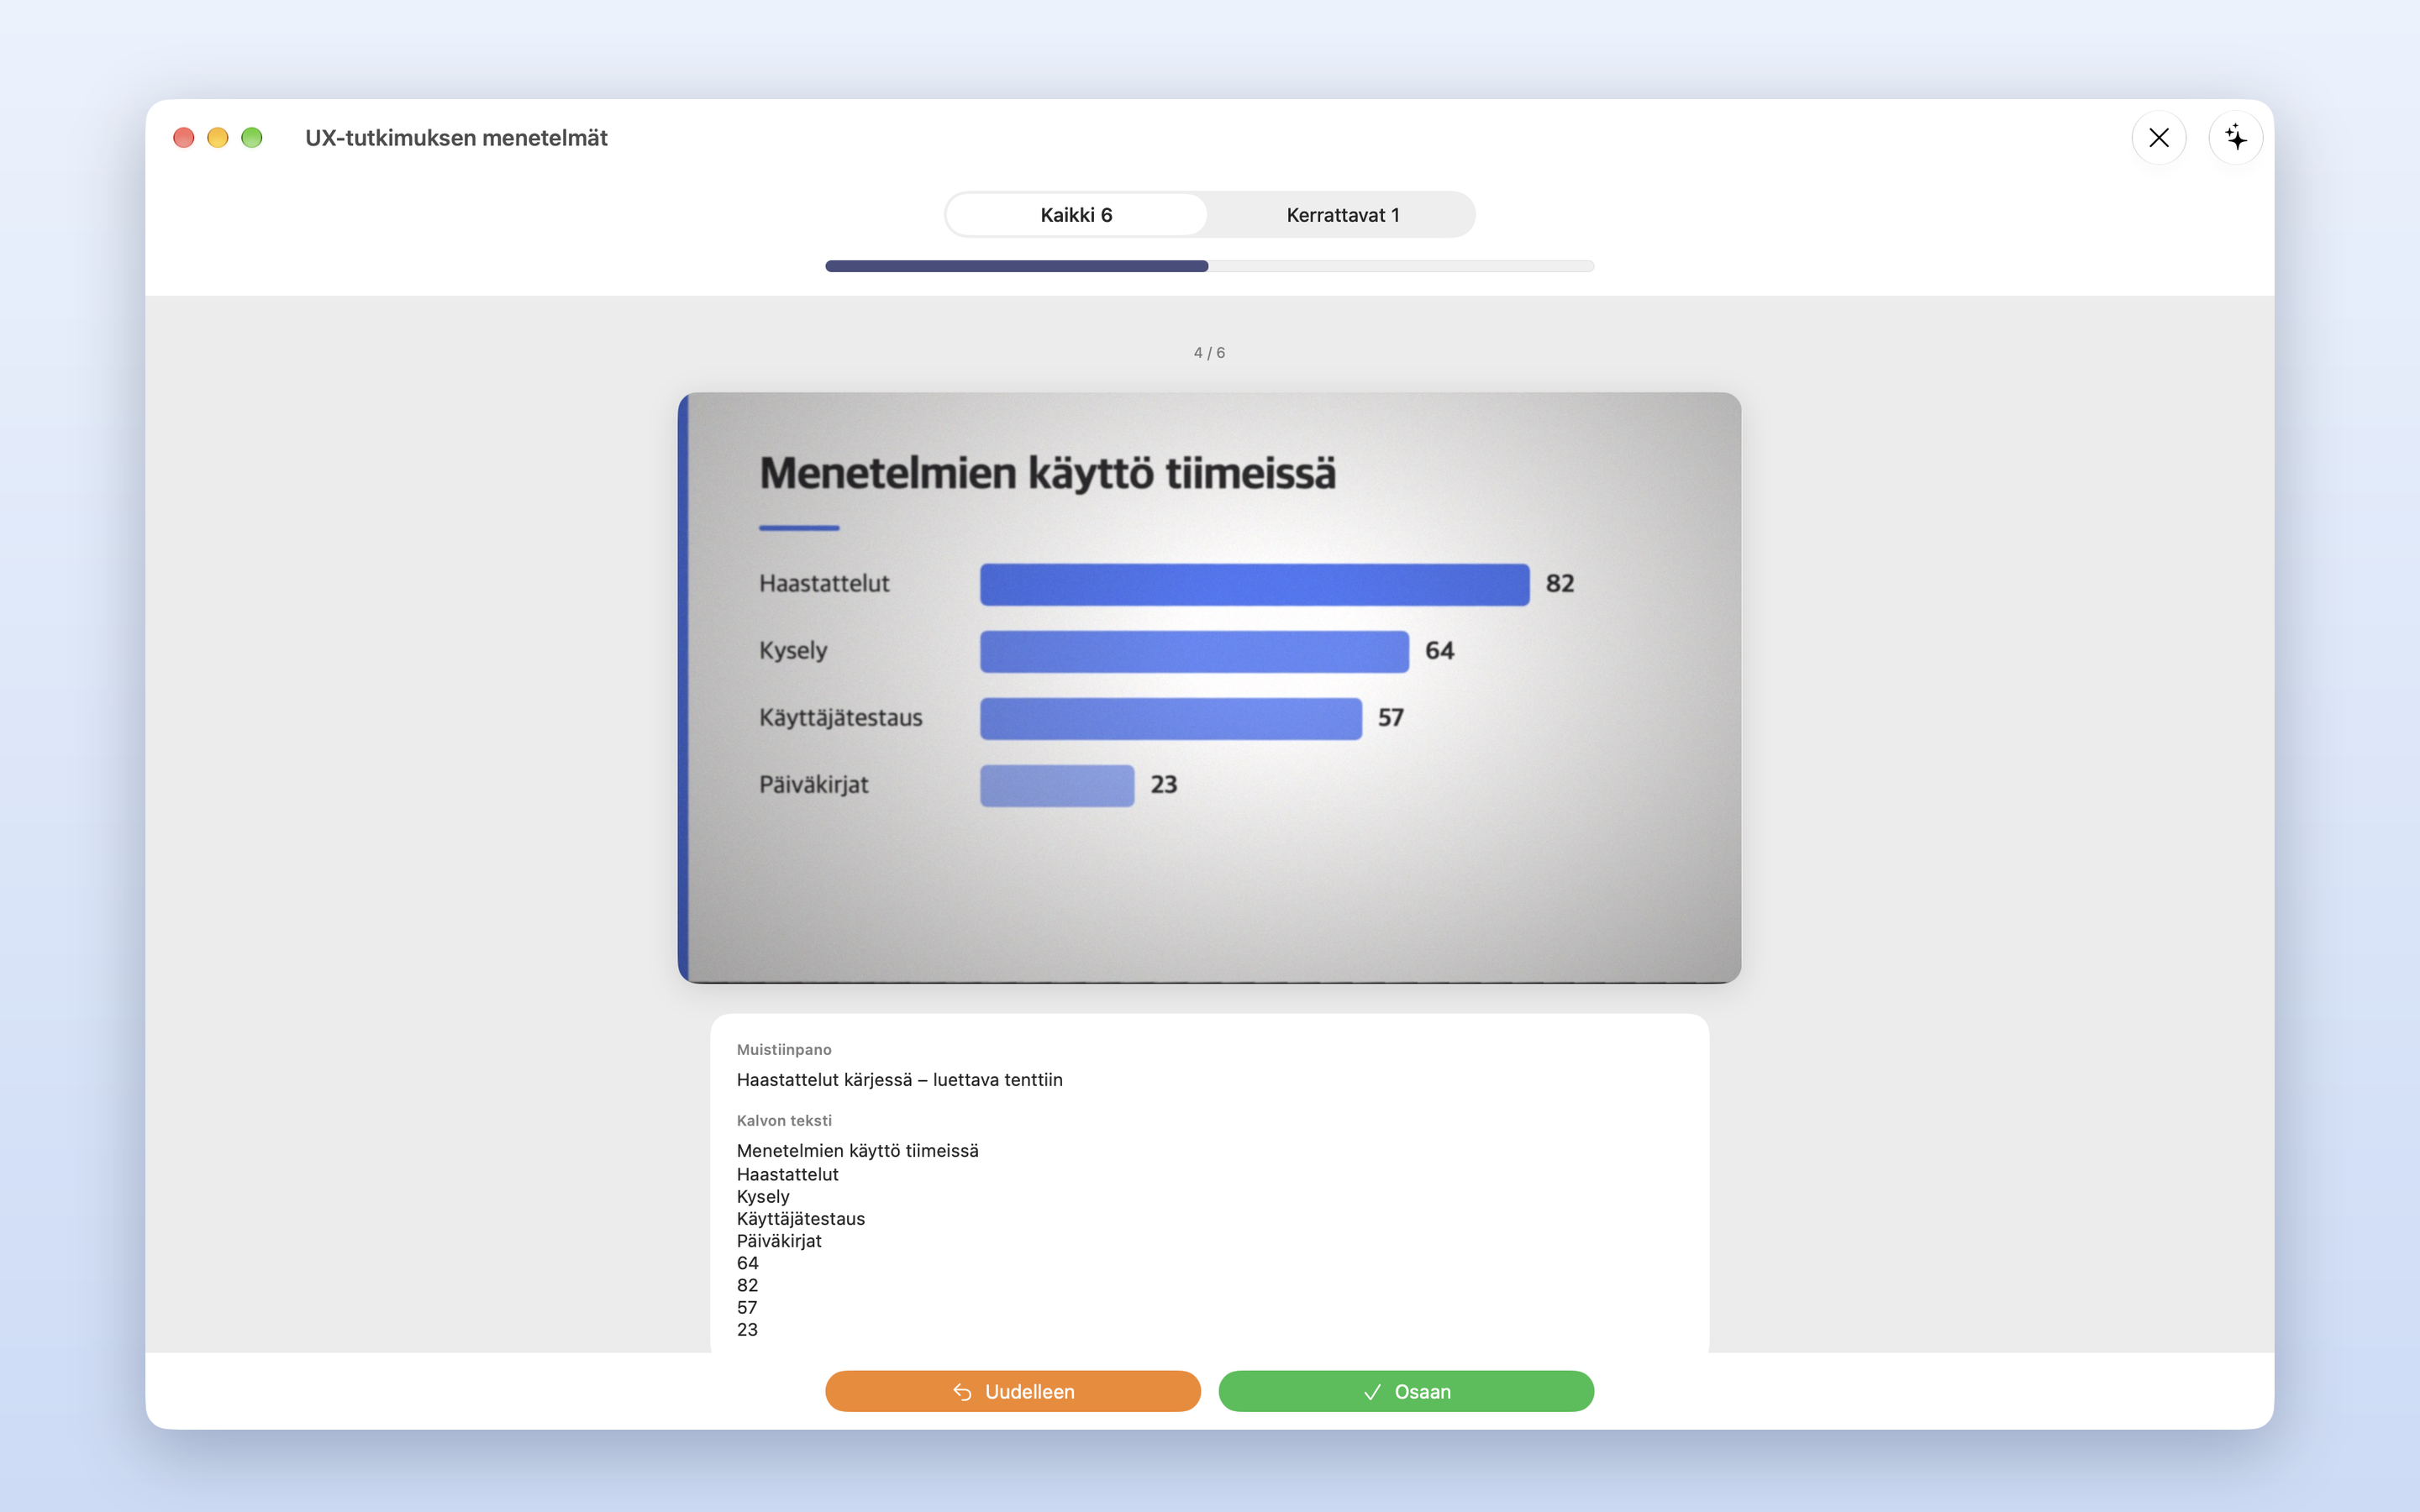 UX-tutkimuksen menetelmät
Kaikki 6
Kerrattavat 1
4 / 6
Menetelmien käyttö tiimeissä
Haastattelut 82
Kysely 64
Käyttäjätestaus 57
Päiväkirjat 23
Muistiinpano
Haastattelut kärjessä – luettava tenttiin
Kalvon teksti
Menetelmien käyttö tiimeissä
Haastattelut
Kysely
Käyttäjätestaus
Päiväkirjat
64
82
57
23
Uudelleen
Osaan